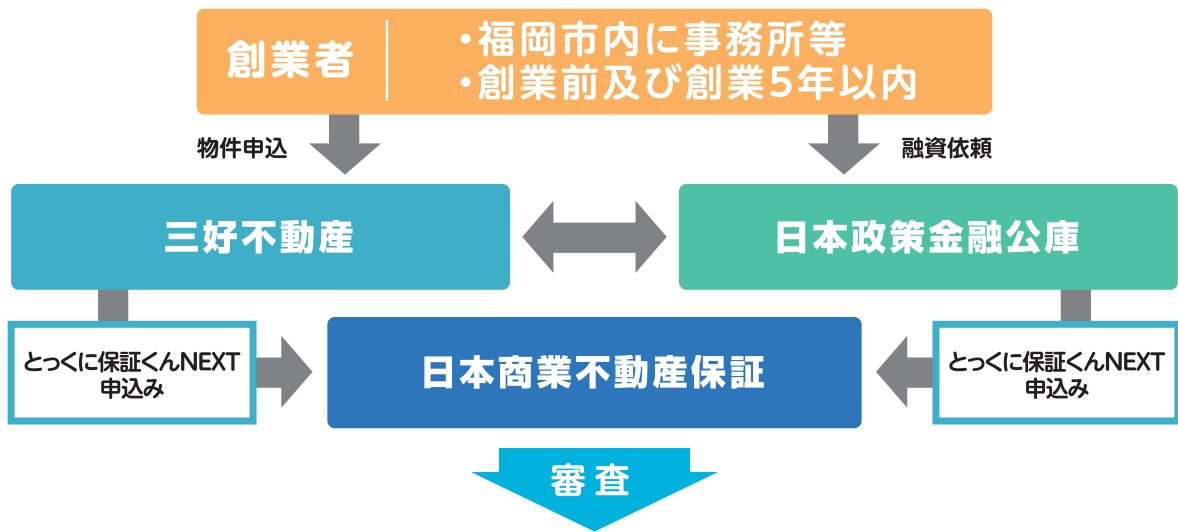 創業者
・福岡市内に事務所等
・創業前及び創業5年以内
物件申込
融資依頼
三好不動産
日本政策金融公庫
とっくに保証くんNEXT
申込み
日本商業不動産保証
とっくに保証くんNEXT
申込み
審査